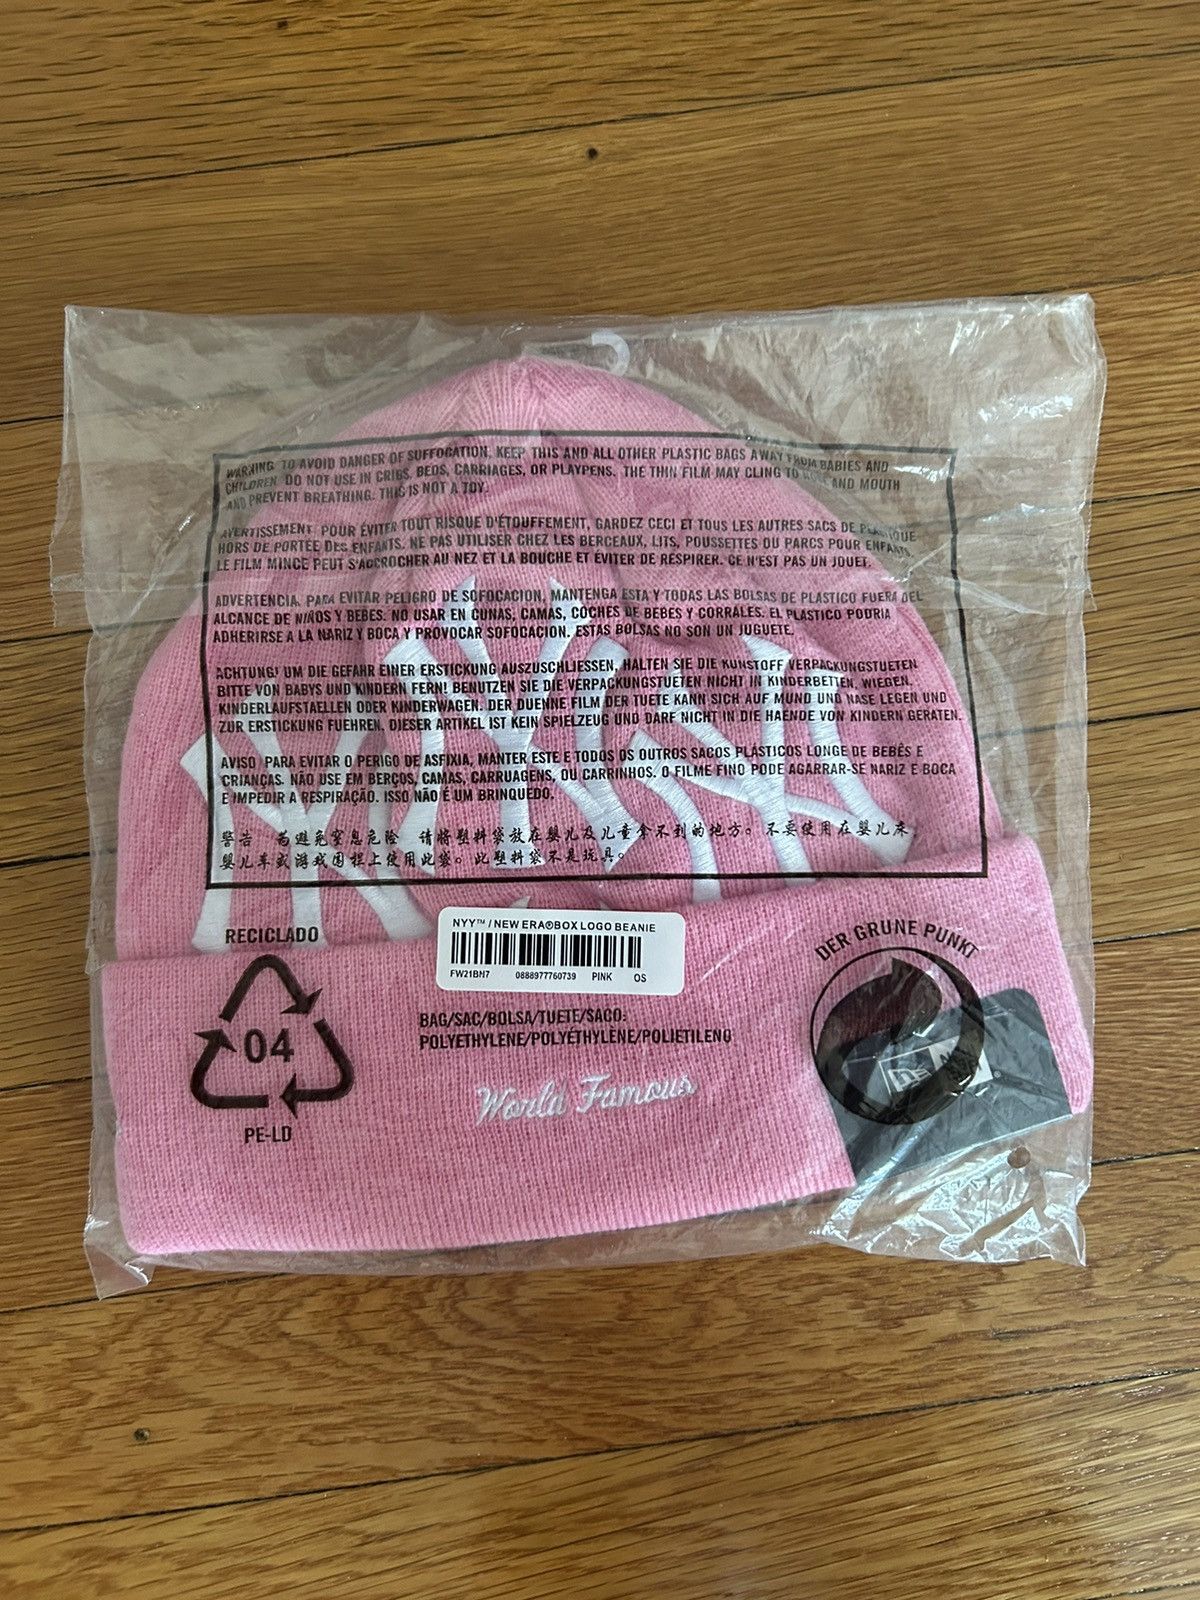 WARNING. TO AVOID DANGER OF SUFFOCATION, KEEP THIS AND ALL OTHER PLASTIC BAGS AWAY FROM BABIES AND
CHILDREN. DO NOT USE IN CRIBS, BEDS, CARRIAGES, OR PLAYPENS. THE THIN FILM MAY CLING TO NOSE AND MOUTH
AND PREVENT BREATHING. THIS IS NOT A TOY.
AVERTISSEMENT. POUR ÉVITER TOUT RISQUE D'ÉTOUFFEMENT, GARDEZ CECI ET TOUS LES AUTRES SACS DE PLASTIQUE
HORS DE PORTÉE DES ENFANTS. NE PAS UTILISER CHEZ LES BERCEAUX, LITS, POUSSETTES OU PARCS POUR ENFANTS.
LE FILM MINCE PEUT S'ACCROCHER AU NEZ ET LA BOUCHE ET ÉVITER DE RÉSPIRER. CE N'EST PAS UN JOUET.
ADVERTENCIA. PARA EVITAR PELIGRO DE SOFOCACION, MANTENGA ESTA Y TODAS LAS BOLSAS DE PLASTICO FUERA DEL
ALCANCE DE NIÑOS Y BEBES. NO USAR EN CUNAS, CAMAS, COCHES DE BEBES Y CORRALES. EL PLASTICO PODRIA
ADHERIRSE A LA NARIZ Y BOCA Y PROVOCAR SOFOCACION. ESTAS BOLSAS NO SON UN JUGUETE.
ACHTUNG! UM DIE GEFAHR EINER ERSTICKUNG AUSZUSCHLIESSEN, HALTEN SIE DIE KUNSTOFF VERPACKUNGSTUETEN
BITTE VON BABYS UND KINDERN FERN! BENUTZEN SIE DIE VERPACKUNGSTUETEN NICHT IN KINDERBETTEN, WIEGEN,
KINDERLAUFSTAELLEN ODER KINDERWAGEN. DER DUENNE FILM DER TUETE KANN SICH AUF MUND UND NASE LEGEN UND
ZUR ERSTICKUNG FUEHREN. DIESER ARTIKEL IST KEIN SPIELZEUG UND DARF NICHT IN DIE HAENDE VON KINDERN GERATEN.
AVISO. PARA EVITAR O PERIGO DE ASFIXIA, MANTER ESTE E TODOS OS OUTROS SACOS PLÁSTICOS LONGE DE BEBÉS E
CRIANÇAS. NÃO USE EM BERÇOS, CAMAS, CARRUAGENS, OU CARRINHOS. O FILME FINO PODE AGARRAR-SE NARIZ E BOCA
E IMPEDIR A RESPIRAÇÃO. ISSO NÃO É UM BRINQUEDO.
警告 为避免窒息危险 请将塑料袋放在婴儿及儿童拿不到的地方。不要使用在婴儿床,
婴儿车或游戏围栏上使用此袋。此塑料袋不是玩具。
NY NY NY
NYY™ / NEW ERA®BOX LOGO BEANIE
FW21BN7 0888977760739 PINK OS
RECICLADO
04
PE-LD
BAG/SAC/BOLSA/TUETE/SACO:
POLYETHYLENE/POLYÉTHYLÈNE/POLIETILENO
DER GRUNE PUNKT
World Famous